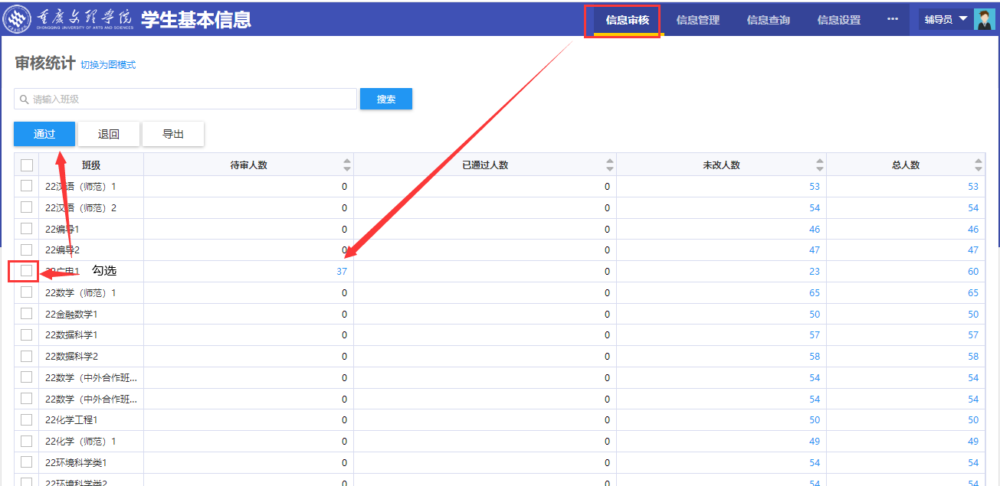 重庆文理学院 学生基本信息 信息审核 信息管理 信息查询 信息设置 ··· 辅导员
CHONGQING UNIVERSITY OF ARTS AND SCIENCES
审核统计 切换为图模式
请输入班级 搜索
通过 退回 导出
班级 待审人数 已通过人数 未改人数 总人数
22汉语（师范）1 0 0 53 53
22汉语（师范）2 0 0 54 54
22编导1 0 0 46 46
22编导2 0 0 47 47
22广电1 勾选 37 0 23 60
22数学（师范）1 0 0 65 65
22金融数学1 0 0 50 50
22数据科学1 0 0 57 57
22数据科学2 0 0 58 58
22数学（中外合作班... 0 0 54 54
22数学（中外合作班... 0 0 54 54
22化学工程1 0 0 50 50
22化学（师范）1 0 0 49 49
22环境科学类1 0 0 54 54
22环境科学类2 0 0 54 54